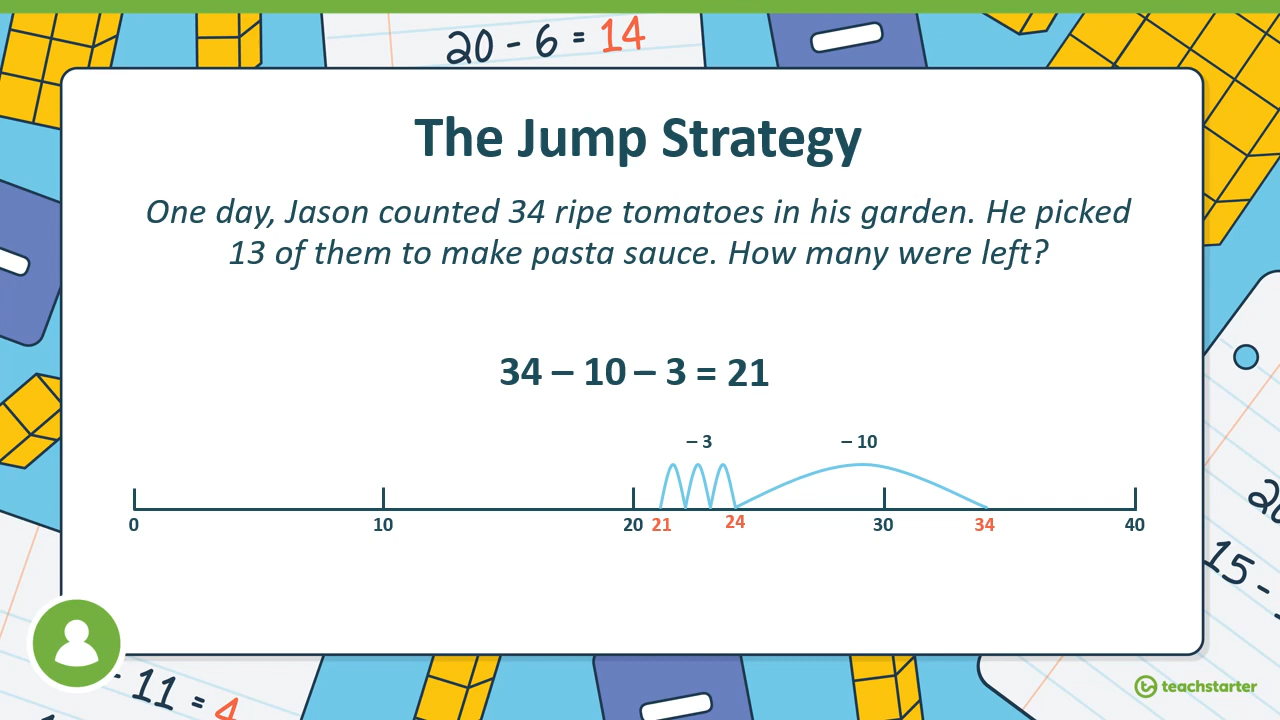 20 - 6 = 14
The Jump Strategy
One day, Jason counted 34 ripe tomatoes in his garden. He picked
13 of them to make pasta sauce. How many were left?
34 – 10 – 3 = 21
– 3 – 10
0 10 20 21 24 30 34 40
15 -
- 11 = 4
teachstarter